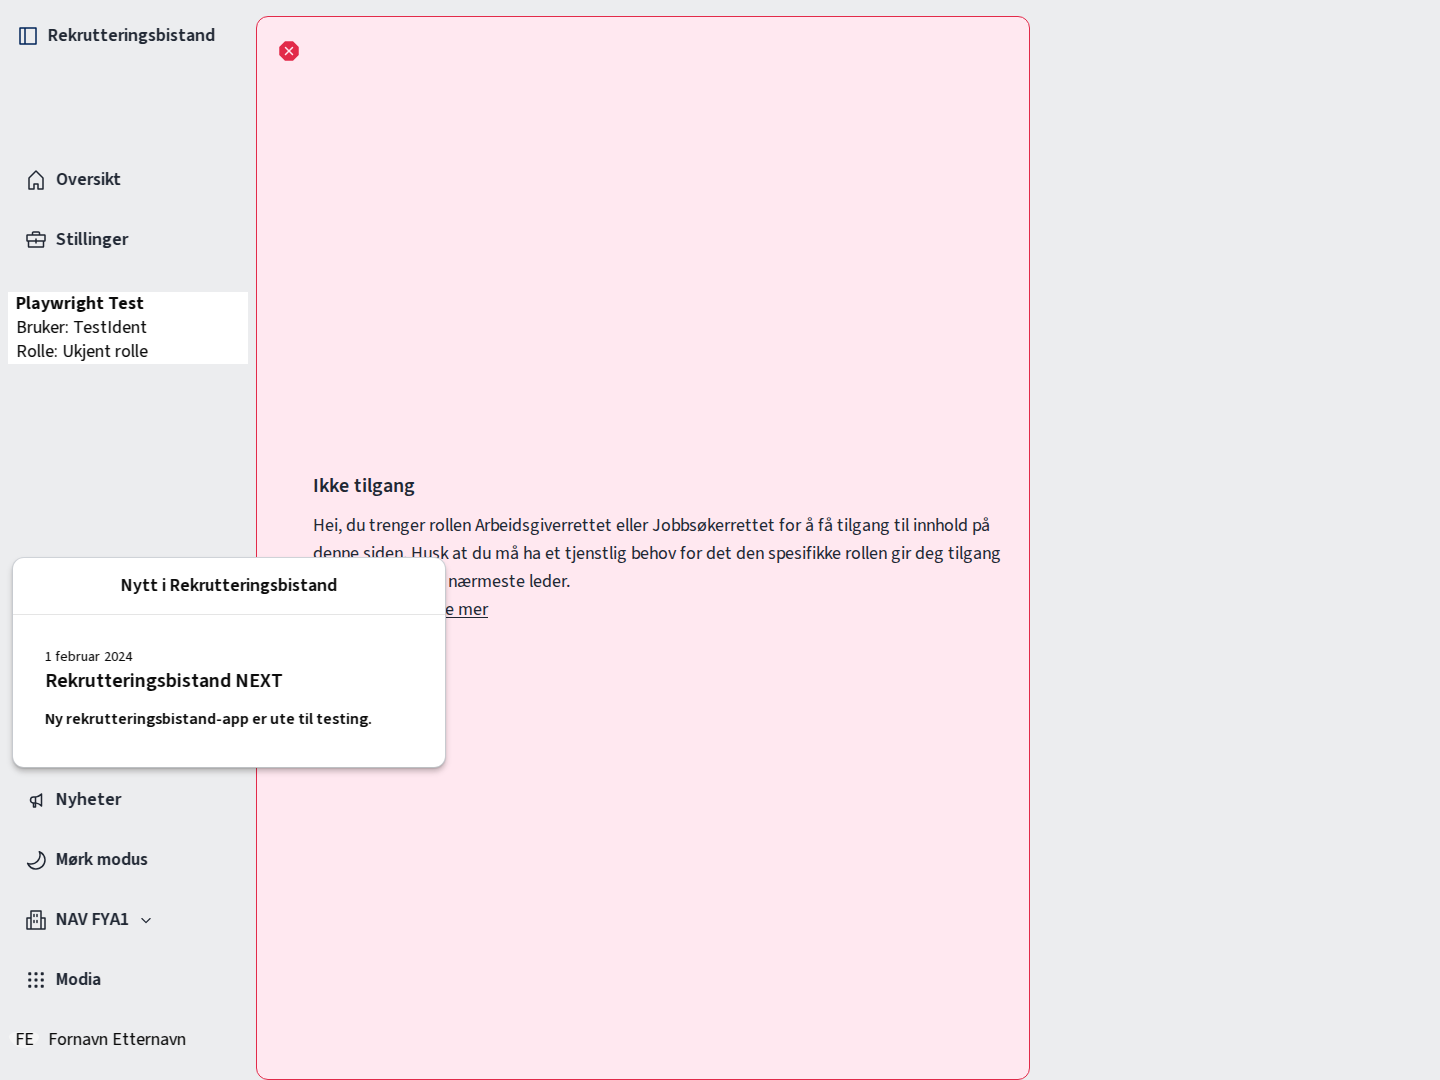 Rekrutteringsbistand
Oversikt
Stillinger
Playwright Test
Bruker: TestIdent
Rolle: Ukjent rolle
Ikke tilgang
Hei, du trenger rollen Arbeidsgiverrettet eller Jobbsøkerrettet for å få tilgang til innhold på
denne siden. Husk at du må ha et tjenstlig behov for det den spesifikke rollen gir deg tilgang
nærmeste leder.
e mer
Nytt i Rekrutteringsbistand
1 februar 2024
Rekrutteringsbistand NEXT
Ny rekrutteringsbistand-app er ute til testing.
Nyheter
Mørk modus
NAV FYA1
Modia
FE Fornavn Etternavn